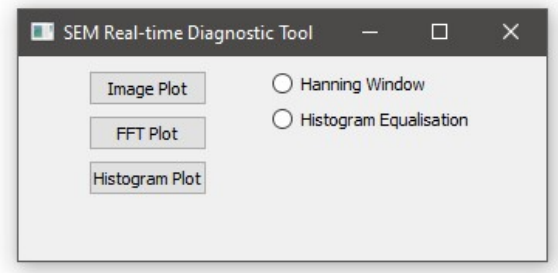 SEM Real-time Diagnostic Tool
Image Plot
FFT Plot
Histogram Plot
Hanning Window
Histogram Equalisation